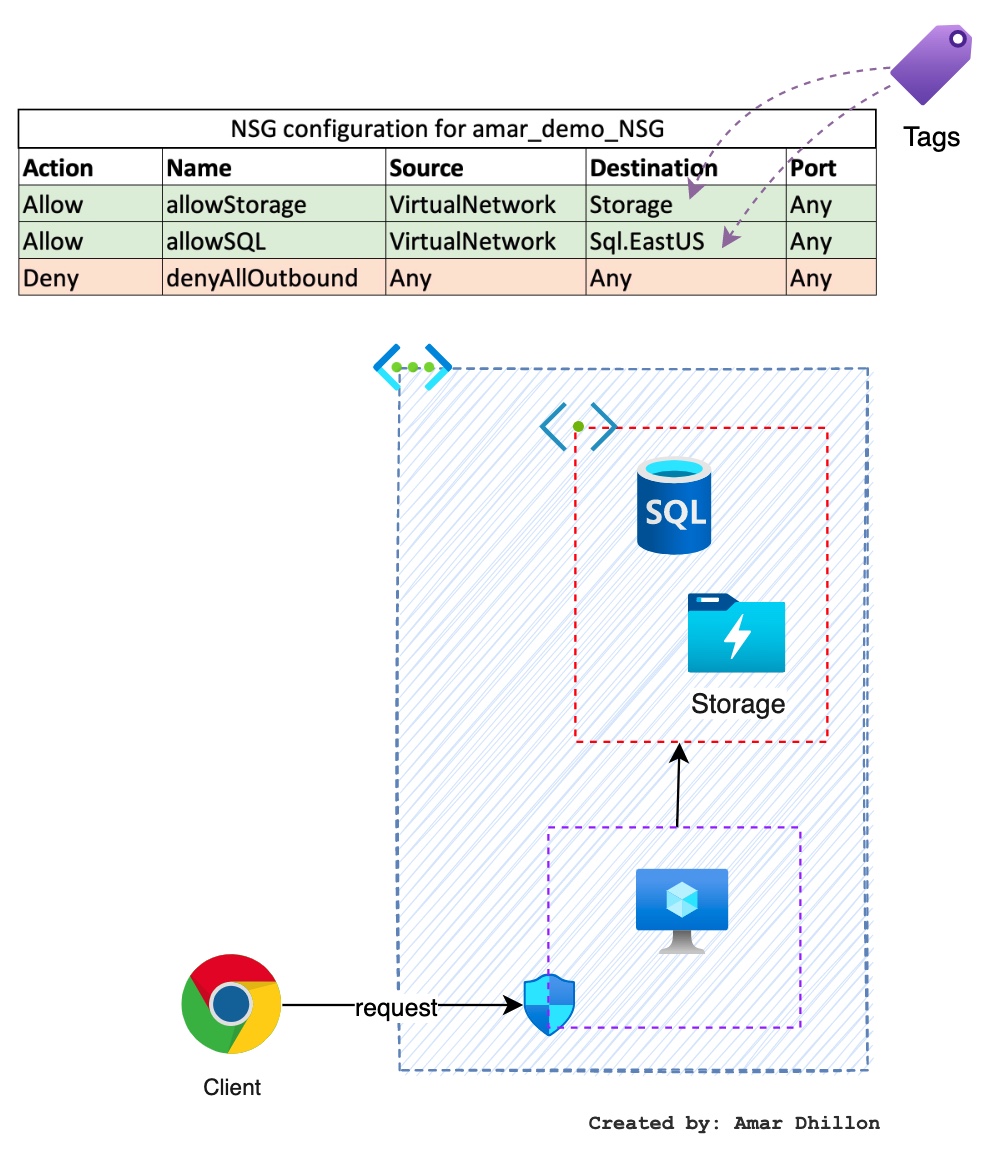 NSG configuration for amar_demo_NSG
Tags
Action Name Source Destination Port
Allow allowStorage VirtualNetwork Storage Any
Allow allowSQL VirtualNetwork Sql.EastUS Any
Deny denyAllOutbound Any Any Any
SQL
Storage
request
Client
Created by: Amar Dhillon